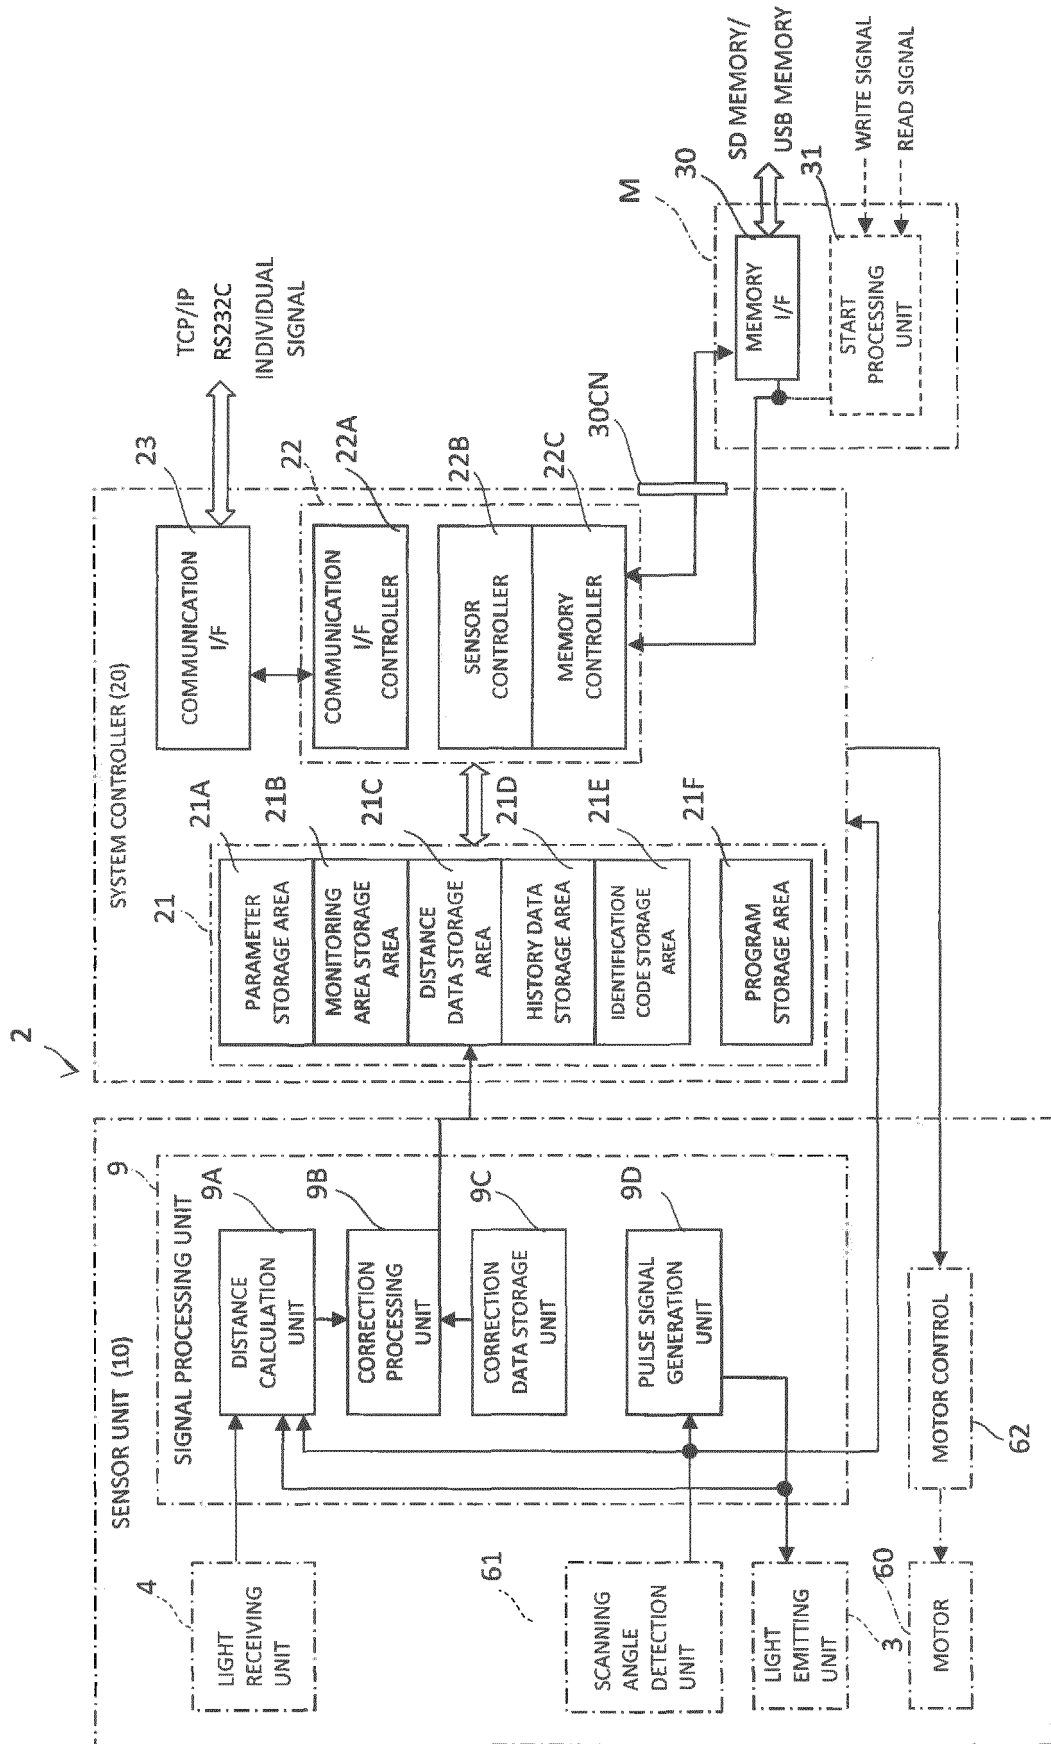 2
SENSOR UNIT (10)
SIGNAL PROCESSING UNIT
9
4
LIGHT
RECEIVING
UNIT
61
SCANNING
ANGLE
DETECTION
UNIT
LIGHT
EMITTING
UNIT
3
60
MOTOR
MOTOR CONTROL
62
9A
DISTANCE
CALCULATION
UNIT
9B
CORRECTION
PROCESSING
UNIT
9C
CORRECTION
DATA STORAGE
UNIT
9D
PULSE SIGNAL
GENERATION
UNIT
SYSTEM CONTROLLER (20)
21
21A
PARAMETER
STORAGE AREA
21B
MONITORING
AREA STORAGE
AREA
21C
DISTANCE
DATA STORAGE
AREA
21D
HISTORY DATA
STORAGE AREA
21E
IDENTIFICATION
CODE STORAGE
AREA
21F
PROGRAM
STORAGE AREA
23
COMMUNICATION
I/F
TCP/IP
RS232C
INDIVIDUAL
SIGNAL
22
22A
COMMUNICATION
I/F
CONTROLLER
22B
SENSOR
CONTROLLER
22C
MEMORY
CONTROLLER
30CN
M
30
MEMORY
I/F
SD MEMORY/
USB MEMORY
31
START
PROCESSING
UNIT
WRITE SIGNAL
READ SIGNAL